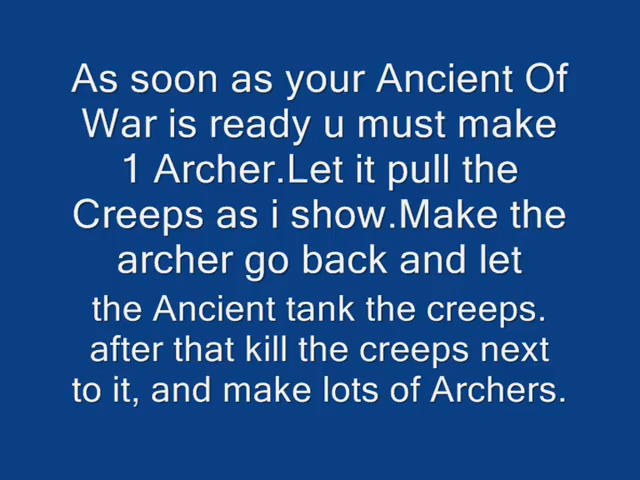 As soon as your Ancient Of
War is ready u must make
1 Archer.Let it pull the
Creeps as i show.Make the
archer go back and let
the Ancient tank the creeps.
after that kill the creeps next
to it, and make lots of Archers.